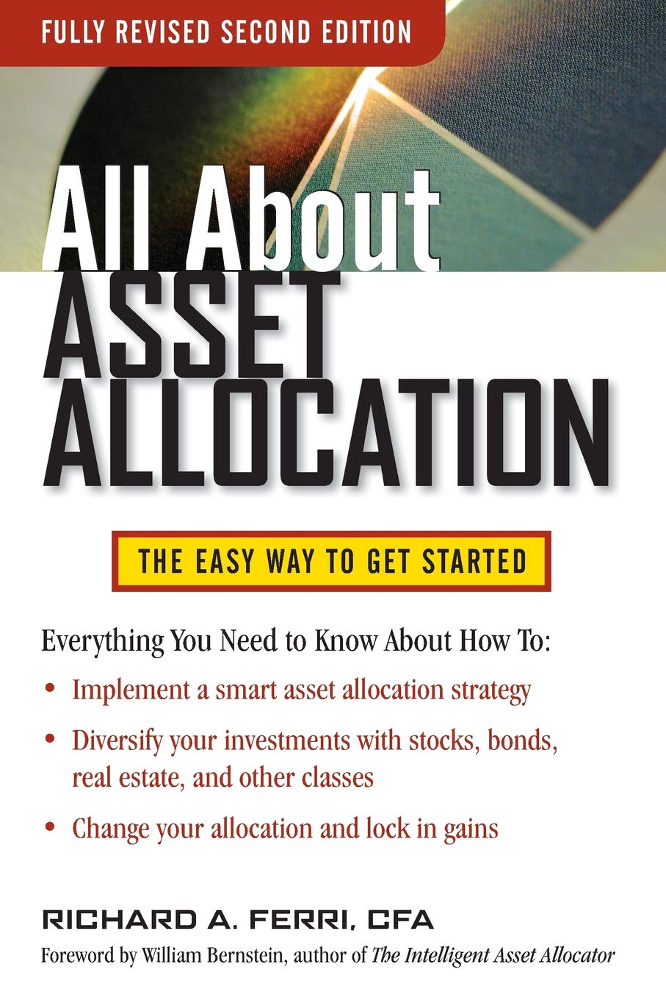 FULLY REVISED SECOND EDITION
All About
ASSET
ALLOCATION
THE EASY WAY TO GET STARTED
Everything You Need to Know About How To:
• Implement a smart asset allocation strategy
• Diversify your investments with stocks, bonds,
real estate, and other classes
• Change your allocation and lock in gains
RICHARD A. FERRI, CFA
Foreword by William Bernstein, author of The Intelligent Asset Allocator